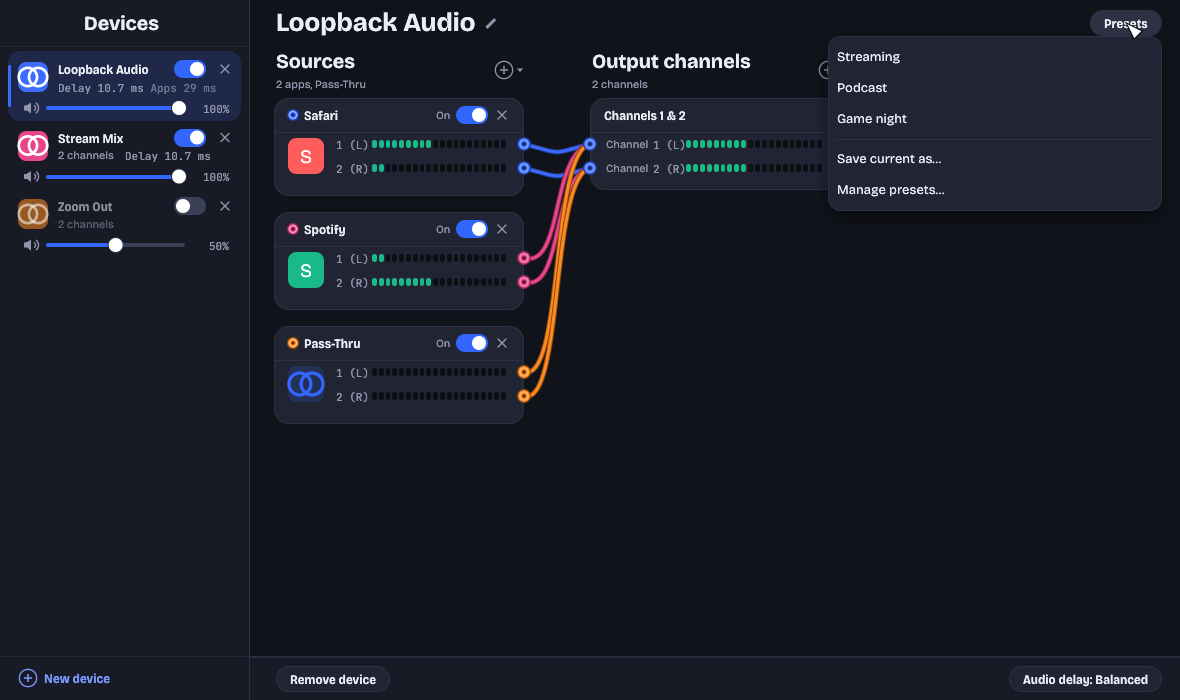 Devices
Loopback Audio
Delay 10.7 ms Apps 29 ms
100%
Stream Mix
2 channels Delay 10.7 ms
100%
Zoom Out
2 channels
50%
New device
Loopback Audio
Presets
Sources
2 apps, Pass-Thru
Output channels
2 channels
Safari On
S
1 (L)
2 (R)
Spotify On
S
1 (L)
2 (R)
Pass-Thru On
1 (L)
2 (R)
Channels 1 & 2
Channel 1 (L)
Channel 2 (R)
Streaming
Podcast
Game night
Save current as...
Manage presets...
Remove device
Audio delay: Balanced